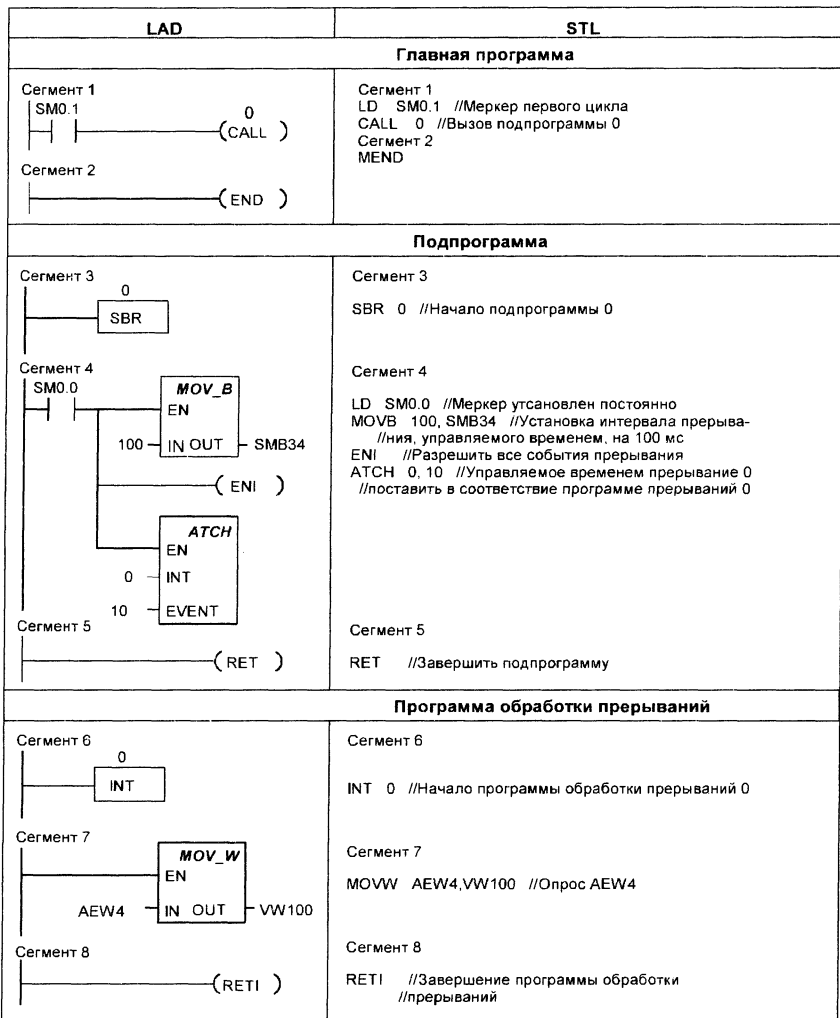 LAD
STL
Главная программа
Сегмент 1
SM0.1
0
CALL
Сегмент 2
END
Сегмент 1
LD SM0.1 //Меркер первого цикла
CALL 0 //Вызов подпрограммы 0
Сегмент 2
MEND
Подпрограмма
Сегмент 3
0
SBR
Сегмент 3
SBR 0 //Начало подпрограммы 0
Сегмент 4
SM0.0
MOV_B
EN
100
IN OUT
SMB34
ENI
ATCH
EN
0
INT
10
EVENT
Сегмент 4
LD SM0.0 //Меркер утсановлен постоянно
MOVB 100, SMB34 //Установка интервала прерыва-
//ния, управляемого временем, на 100 мс
ENI //Разрешить все события прерывания
ATCH 0, 10 //Управляемое временем прерывание 0
//поставить в соответствие программе прерываний 0
Сегмент 5
RET
Сегмент 5
RET //Завершить подпрограмму
Программа обработки прерываний
Сегмент 6
0
INT
Сегмент 6
INT 0 //Начало программы обработки прерываний 0
Сегмент 7
MOV_W
EN
AEW4
IN OUT
VW100
Сегмент 7
MOVW AEW4,VW100 //Опрос AEW4
Сегмент 8
RETI
Сегмент 8
RETI //Завершение программы обработки
//прерываний